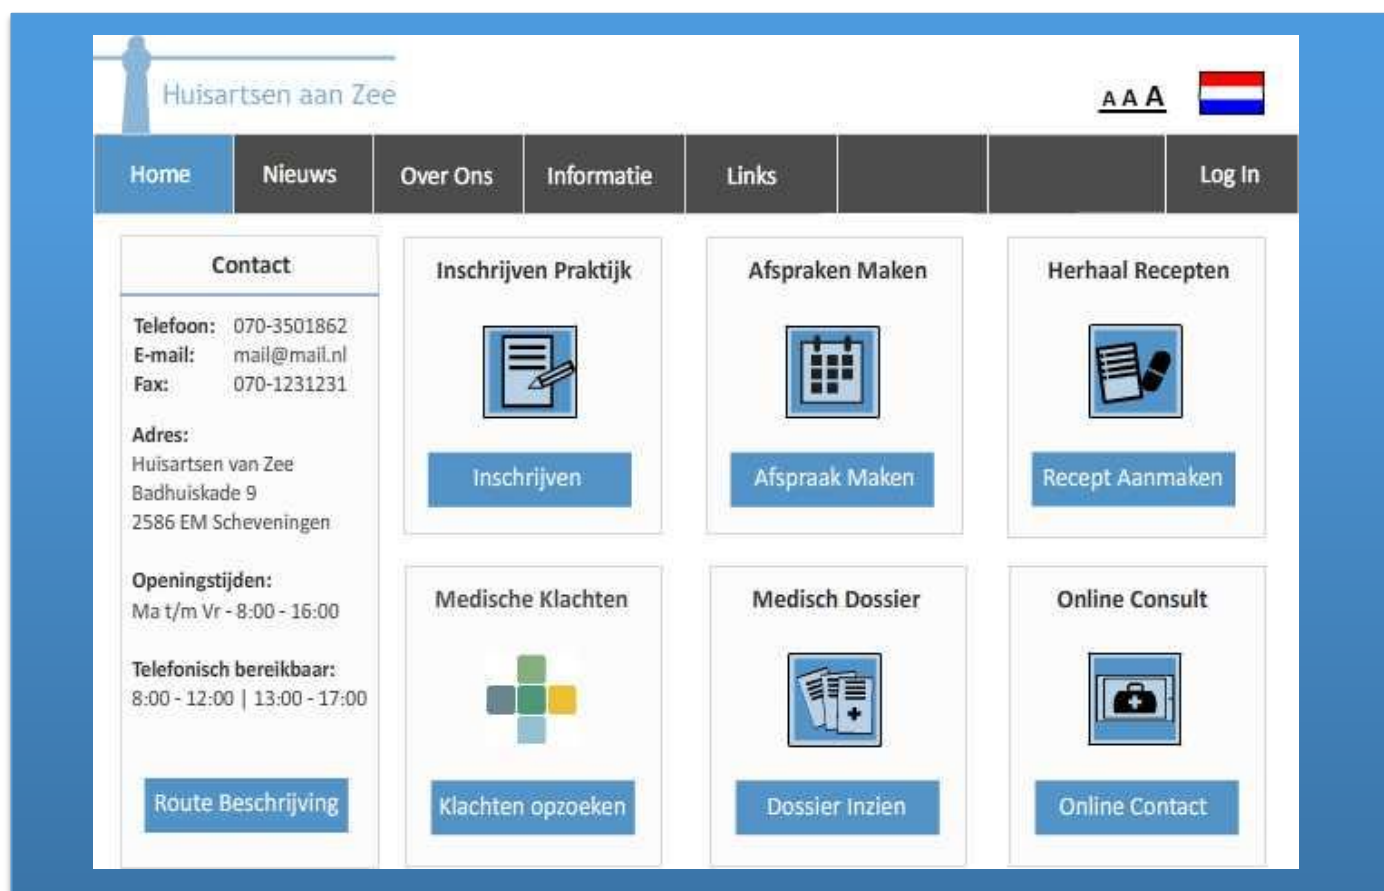 Huisartsen aan Zee
A A A
Home
Nieuws
Over Ons
Informatie
Links
Log In
Contact
Telefoon: 070-3501862
E-mail: mail@mail.nl
Fax: 070-1231231
Adres:
Huisartsen van Zee
Badhuiskade 9
2586 EM Scheveningen
Openingstijden:
Ma t/m Vr - 8:00 - 16:00
Telefonisch bereikbaar:
8:00 - 12:00 | 13:00 - 17:00
Route Beschrijving
Inschrijven Praktijk
Inschrijven
Afspraken Maken
Afspraak Maken
Herhaal Recepten
Recept Aanmaken
Medische Klachten
Klachten opzoeken
Medisch Dossier
Dossier Inzien
Online Consult
Online Contact